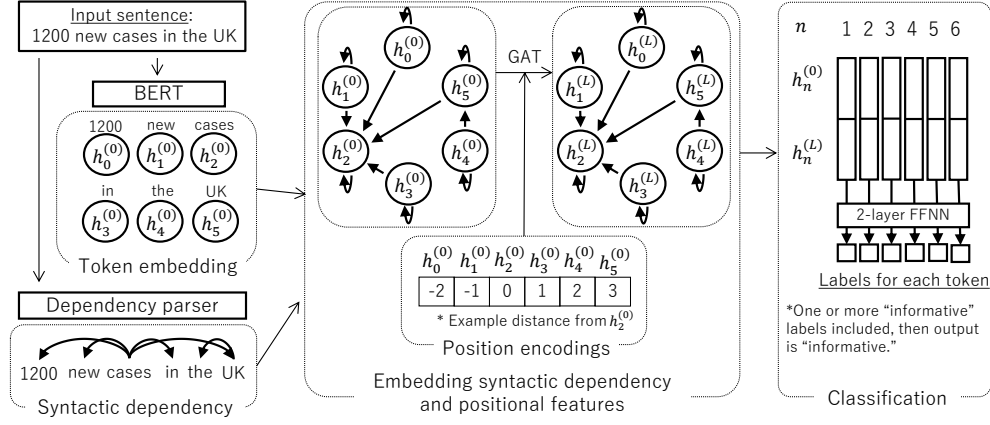 Input sentence:
1200 new cases in the UK
BERT
1200 new cases
h_0^{(0)} h_1^{(0)} h_2^{(0)}
in the UK
h_3^{(0)} h_4^{(0)} h_5^{(0)}
Token embedding
Dependency parser
1200 new cases in the UK
Syntactic dependency
h_0^{(0)}
h_1^{(0)} h_5^{(0)}
h_2^{(0)} h_4^{(0)}
h_3^{(0)}
GAT
h_0^{(L)}
h_1^{(L)} h_5^{(L)}
h_2^{(L)} h_4^{(L)}
h_3^{(L)}
h_0^{(0)} h_1^{(0)} h_2^{(0)} h_3^{(0)} h_4^{(0)} h_5^{(0)}
-2 -1 0 1 2 3
* Example distance from h_2^{(0)}
Position encodings
Embedding syntactic dependency
and positional features
n 1 2 3 4 5 6
h_n^{(0)}
h_n^{(L)}
2-layer FFNN
Labels for each token
*One or more “informative”
labels included, then output
is “informative.”
Classification